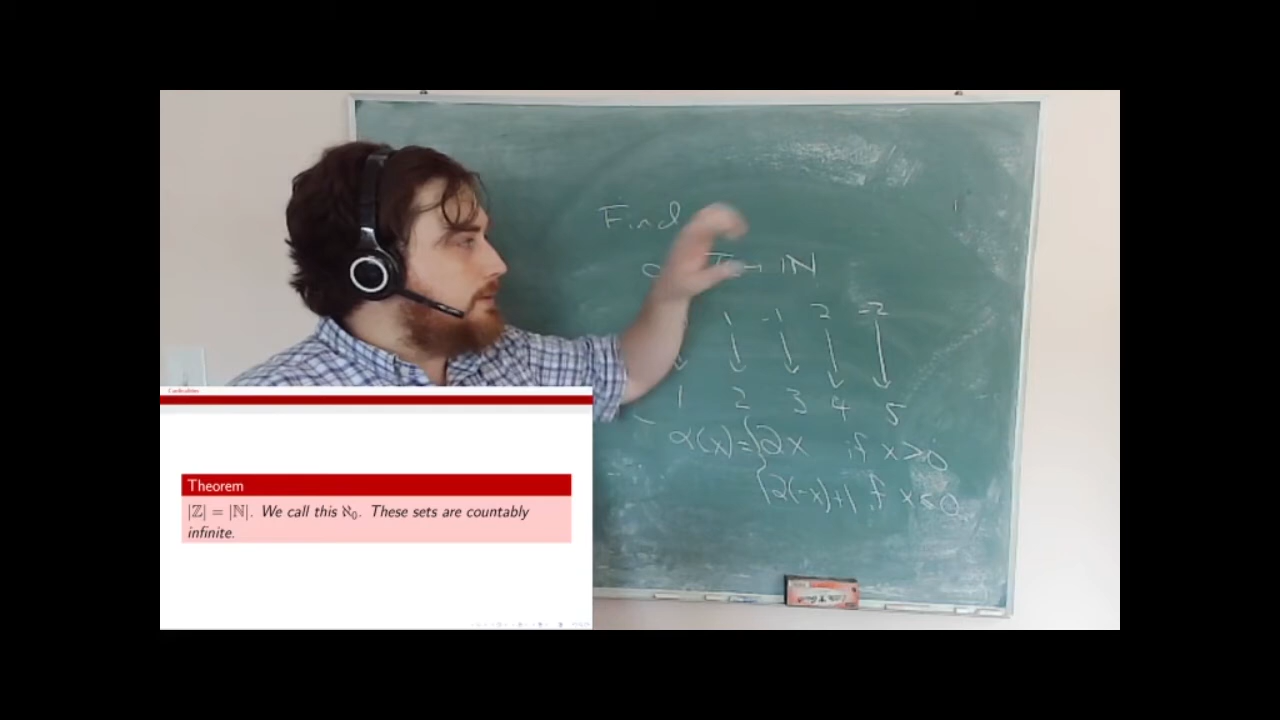 Find
→ ℕ
1 -1 2 -2
1 2 3 4 5
α(x) = { 2x if x > 0
2(-x)+1 if x ≤ 0
Theorem
|ℤ| = |ℕ|. We call this ℵ₀. These sets are countably
infinite.